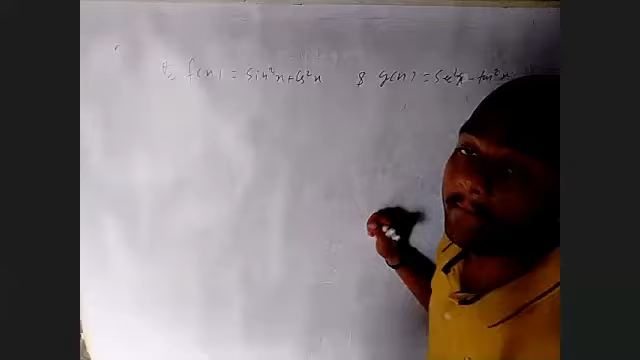 f(x) = sin²x + cos²x & g(x) = sec²x - tan²x